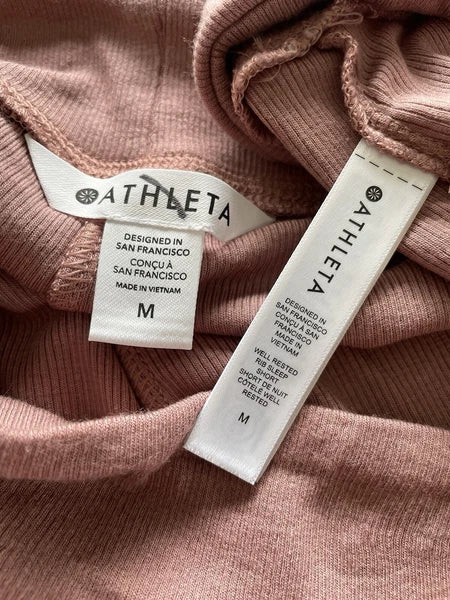 ATHLETA
DESIGNED IN
SAN FRANCISCO
CONÇU À
SAN FRANCISCO
MADE IN VIETNAM
M
ATHLETA
DESIGNED IN
SAN FRANCISCO
CONÇU À
SAN FRANCISCO
MADE IN
VIETNAM
WELL RESTED
RIB SLEEP
SHORT
SHORT DE NUIT
CÔTELÉ WELL
RESTED
M